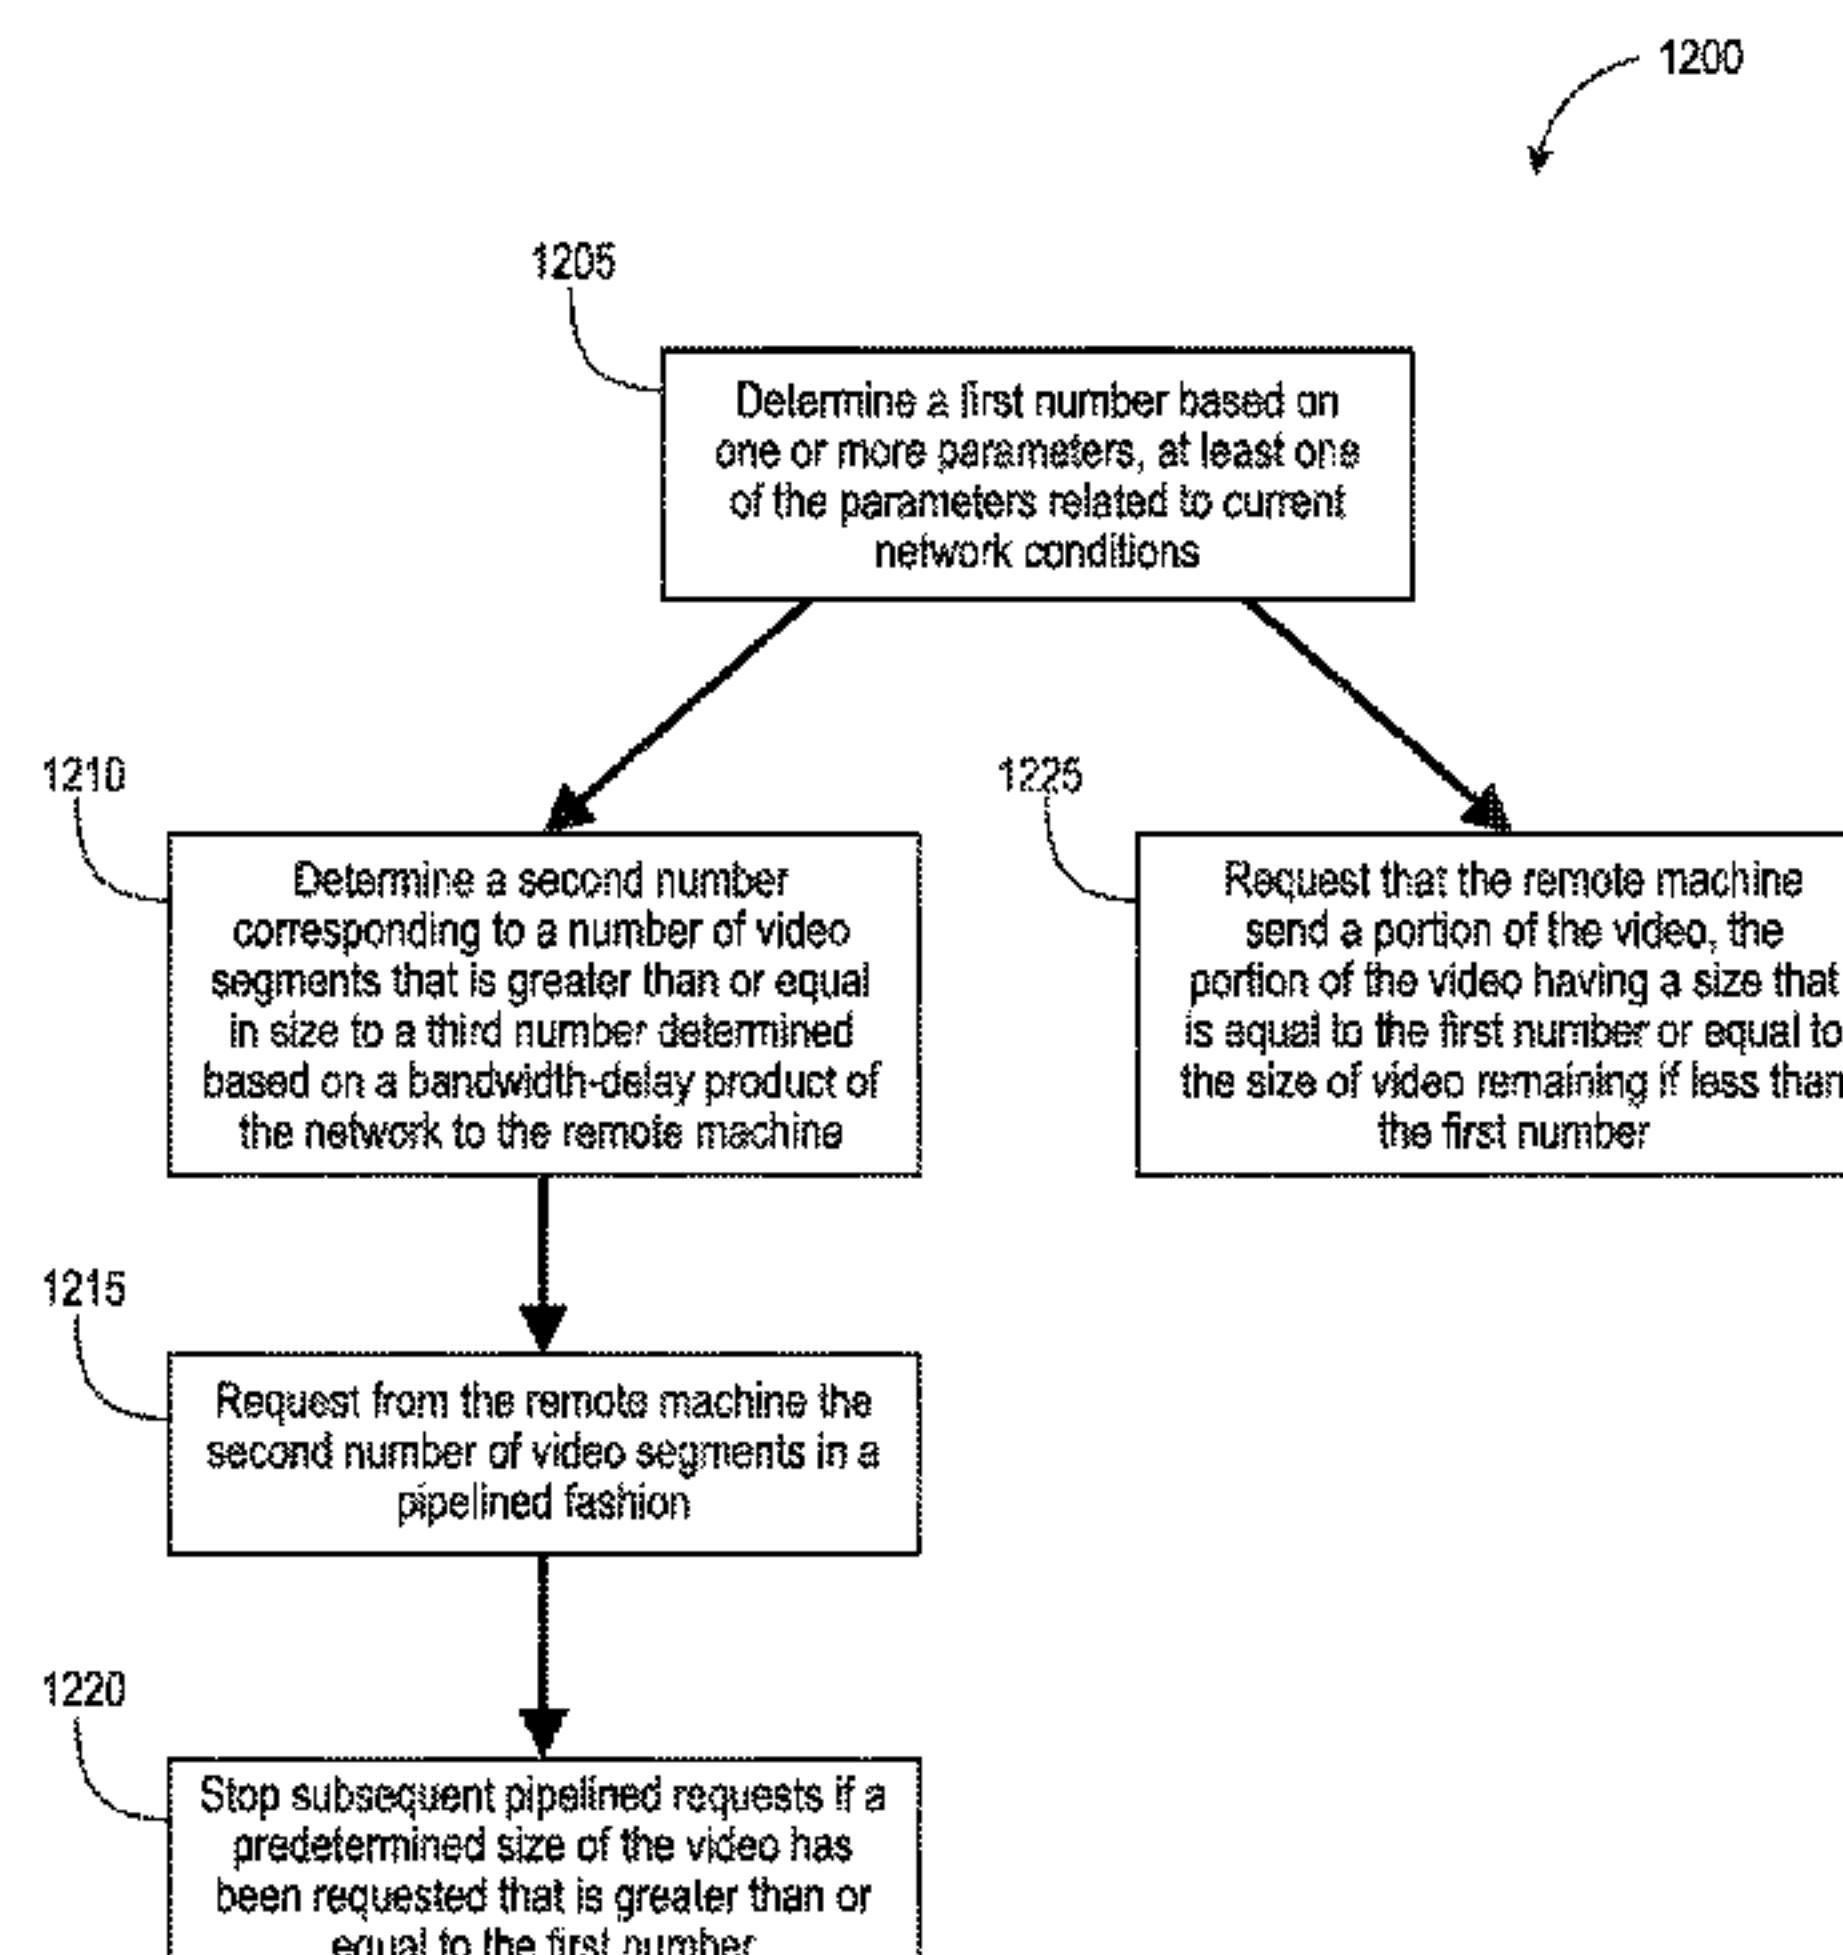 1200
1205
Determine a first number based on
one or more parameters, at least one
of the parameters related to current
network conditions
1210
Determine a second number
corresponding to a number of video
segments that is greater than or equal
in size to a third number determined
based on a bandwidth-delay product of
the network to the remote machine
1225
Request that the remote machine
send a portion of the video, the
portion of the video having a size that
is equal to the first number or equal to
the size of video remaining if less than
the first number
1215
Request from the remote machine the
second number of video segments in a
pipelined fashion
1220
Stop subsequent pipelined requests if a
predetermined size of the video has
been requested that is greater than or
equal to the first number